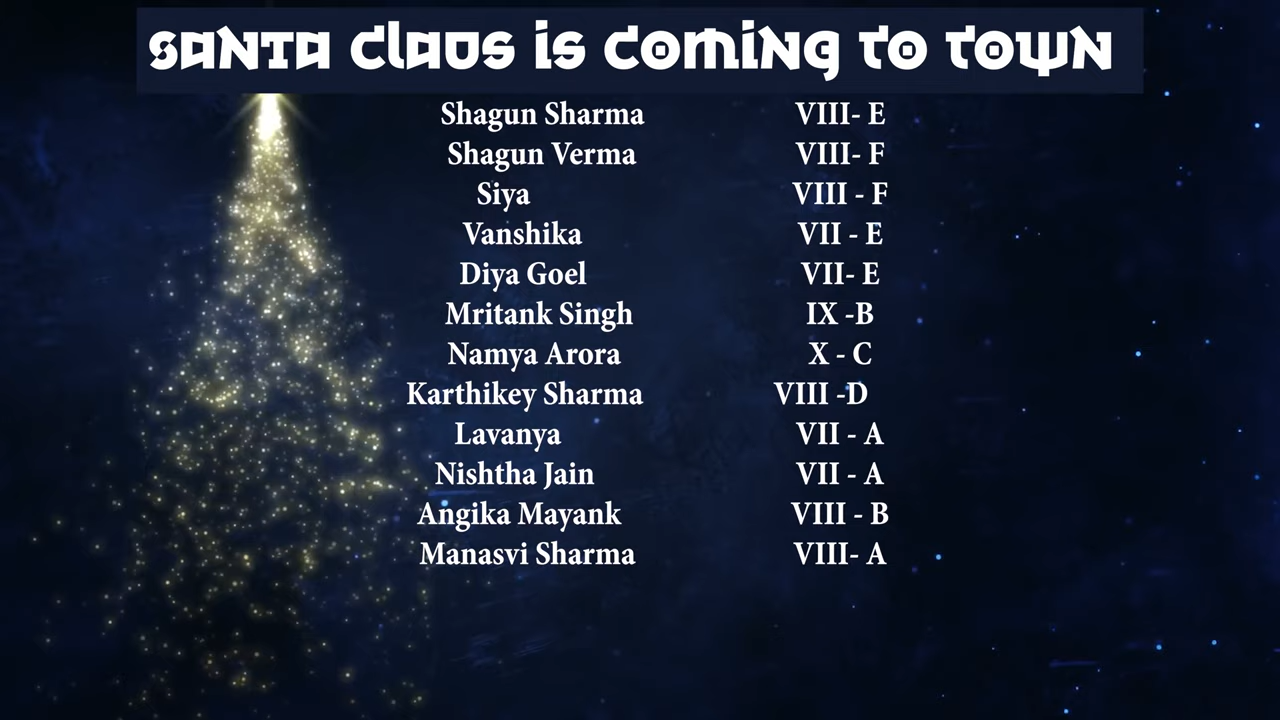 Santa Claus is coming to town
Shagun Sharma VIII- E
Shagun Verma VIII- F
Siya VIII - F
Vanshika VII - E
Diya Goel VII- E
Mritank Singh IX -B
Namya Arora X - C
Karthikey Sharma VIII -D
Lavanya VII - A
Nishtha Jain VII - A
Angika Mayank VIII - B
Manasvi Sharma VIII- A